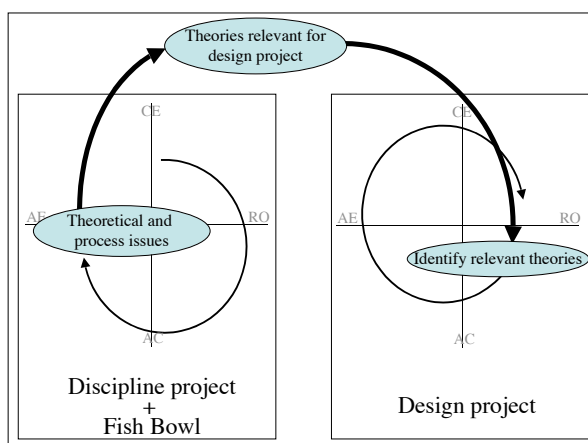 Theories relevant for
design project
CE
AE
RO
Theoretical and
process issues
AC
Discipline project
+
Fish Bowl
CE
AE
RO
Identify relevant theories
AC
Design project